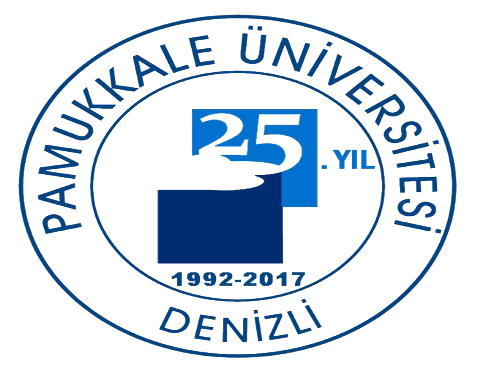 PAMUKKALE ÜNİVERSİTESİ
25
.YIL
1992-2017
DENİZLİ